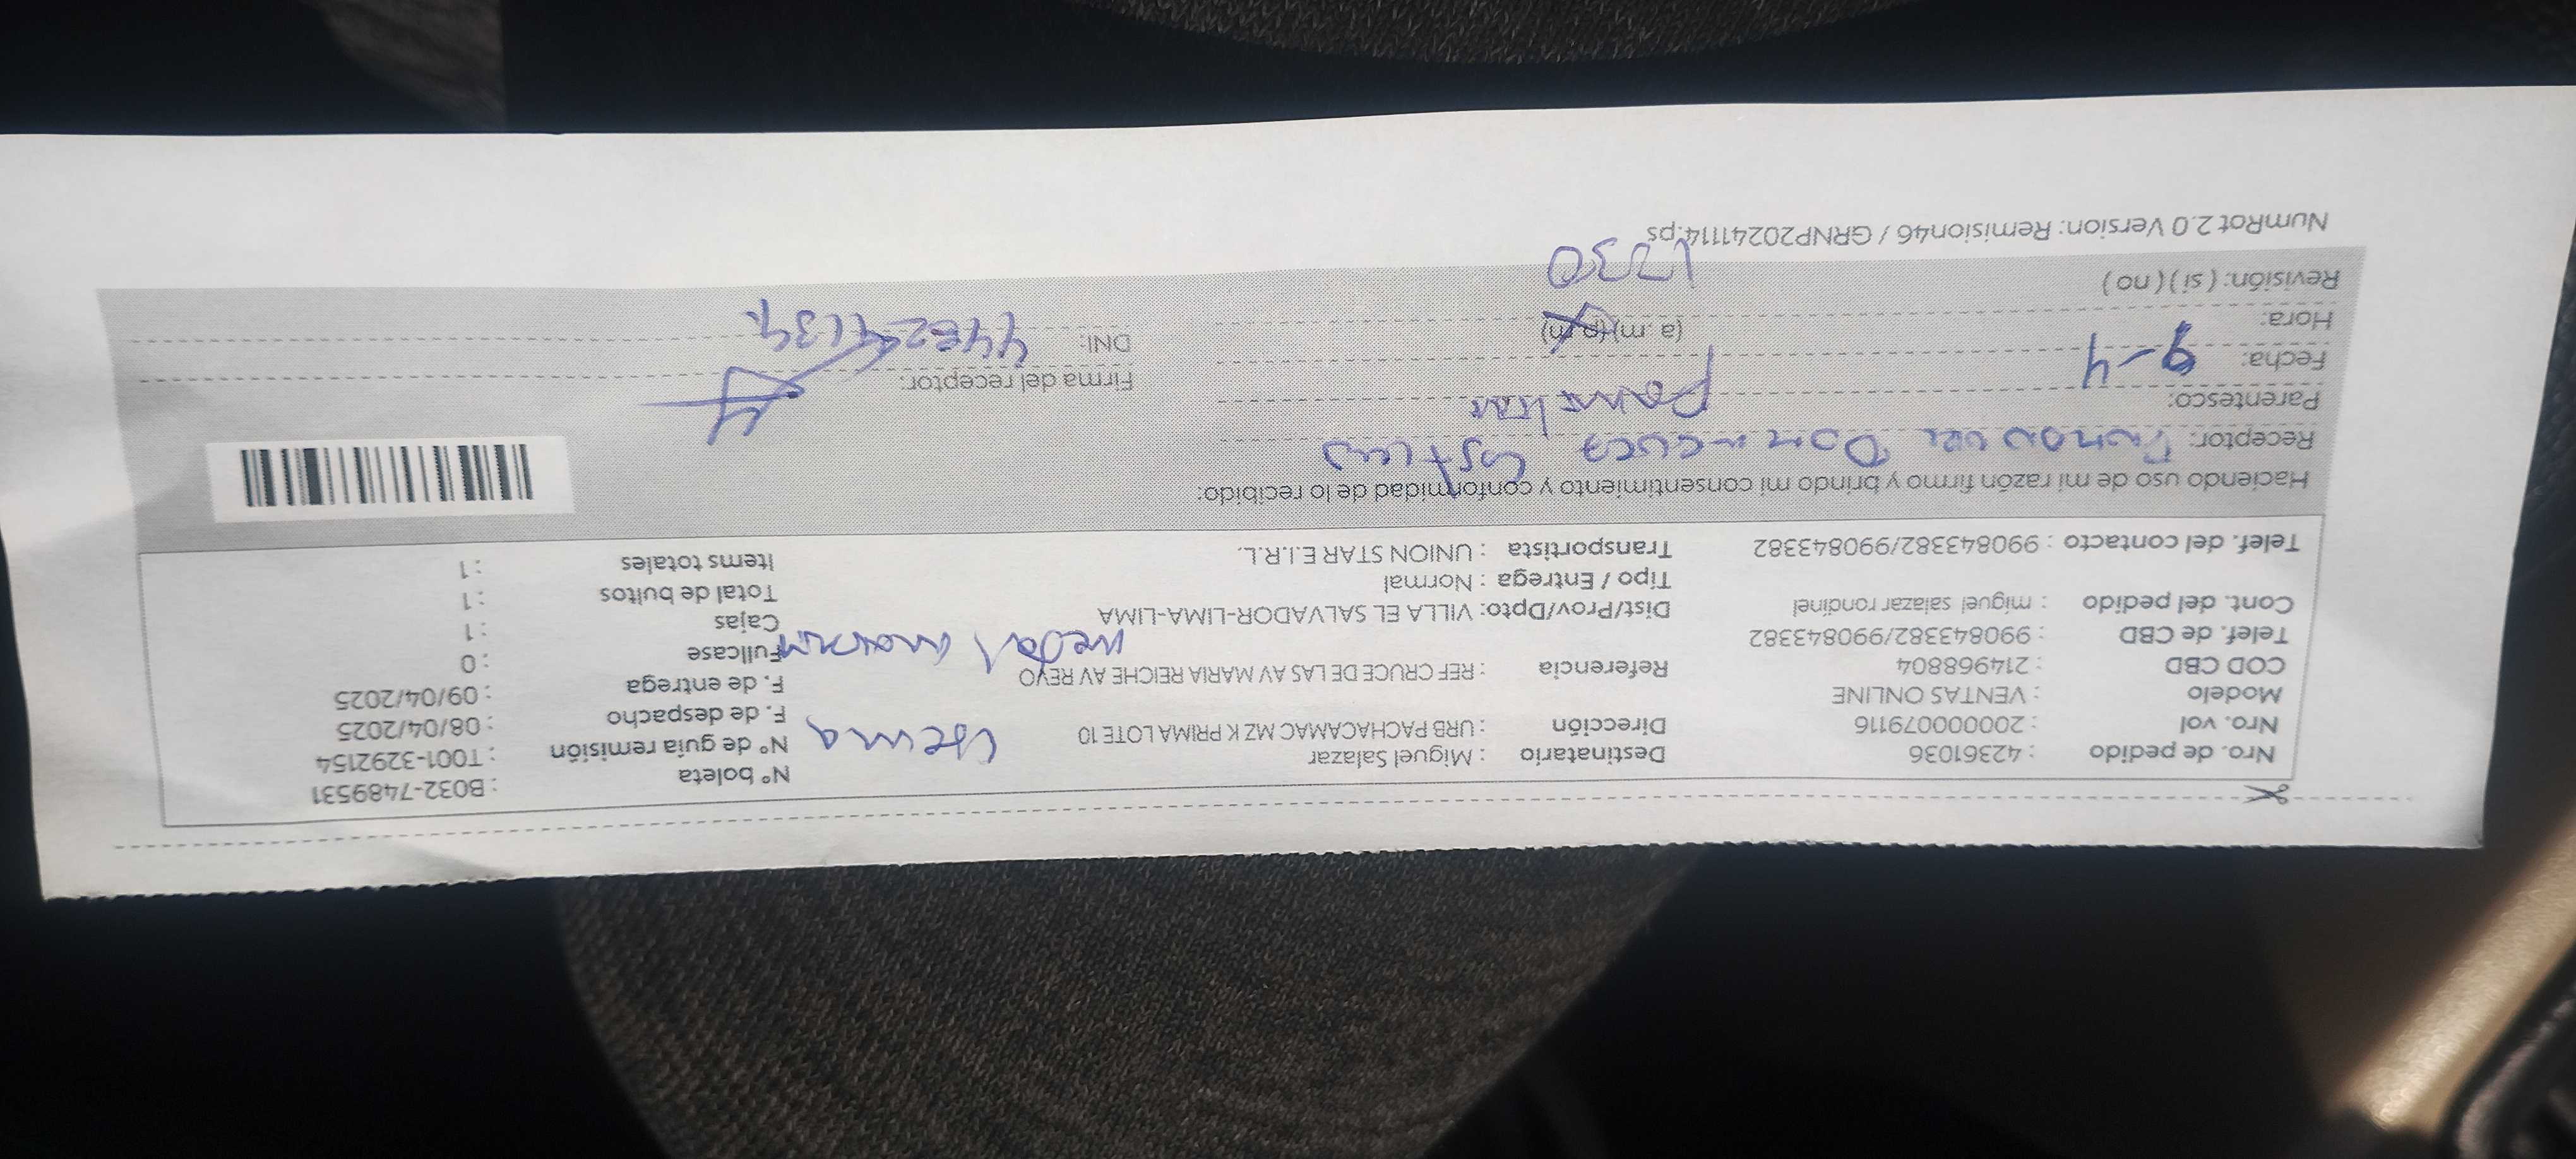 Nro. de pedido : 42361036
Nro. vol : 20000007​9116
Modelo : VENTAS ONLINE
COD CBD : 214968804
Telef. de CBD : 990843382/990843382
Cont. del pedido : miguel salazar rondinel
Telef. del contacto : 990843382/990843382
Destinatario : Miguel Salazar
Dirección : URB PACHACAMAC MZ K PRIMA LOTE 10
Referencia : REF CRUCE DE LAS AV MARIA REICHE AV REVO
Dist/Prov/Dpto: VILLA EL SALVADOR-LIMA-LIMA
Tipo / Entrega : Normal
Transportista : UNION STAR E.I.R.L.
N° boleta : B032-7489531
N° de guía remisión : T001-3292154
F. de despacho : 08/04/2025
F. de entrega : 09/04/2025
Fullcase : 0
Cajas : 1
Total de bultos : 1
Items totales : 1
Haciendo uso de mi razón firmo y brindo mi consentimiento y conformidad de lo recibido:
Receptor:
Parentesco:
Fecha: 9-4
Hora: (a. m) (p. m)
1230
Revisión: ( si ) ( no )
Firma del receptor:
DNI:
NumRot 2.0 Version: Remision46 / GRNP20241114.ps